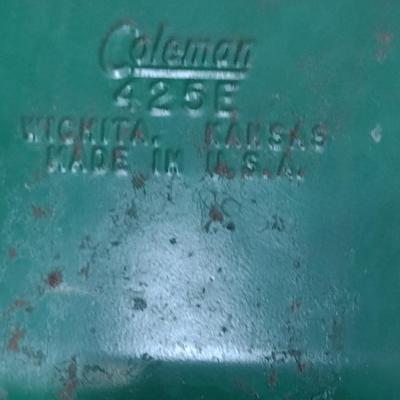 Coleman
425E
WICHITA, KANSAS
MADE IN U.S.A.